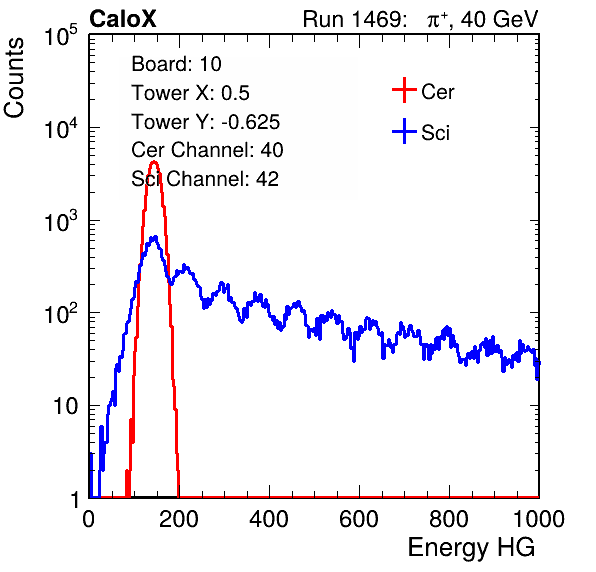 CaloX Run 1469: π⁺, 40 GeV
Counts
10⁵
10⁴
10³
10²
10
1
Board: 10
Tower X: 0.5
Tower Y: -0.625
Cer Channel: 40
Sci Channel: 42
Cer
Sci
0 200 400 600 800 1000
Energy HG